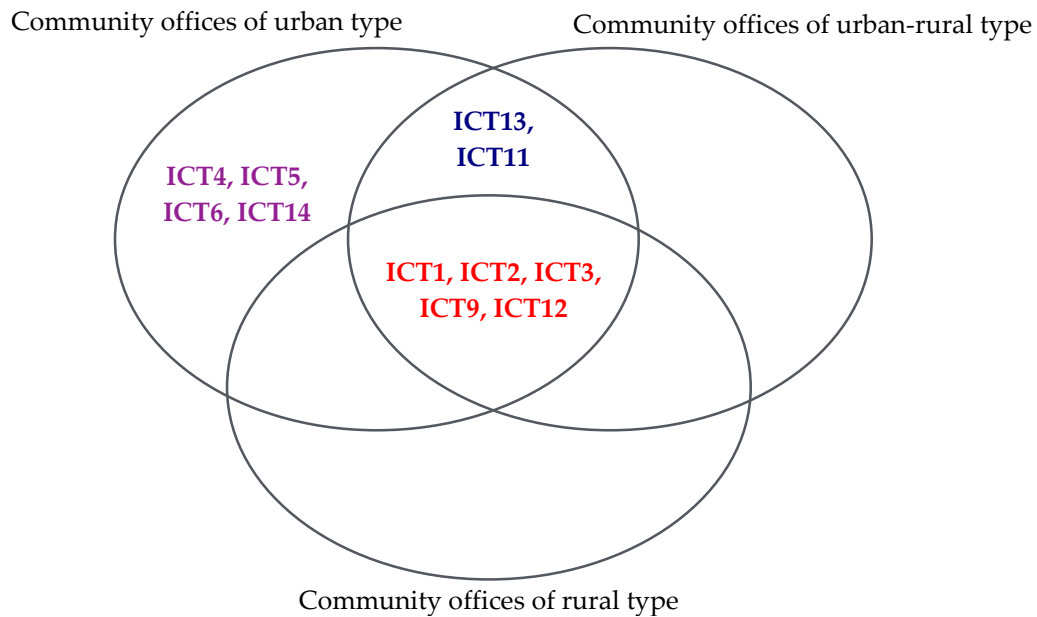 Community offices of urban type
Community offices of urban-rural type
ICT13,
ICT11
ICT4, ICT5,
ICT6, ICT14
ICT1, ICT2, ICT3,
ICT9, ICT12
Community offices of rural type